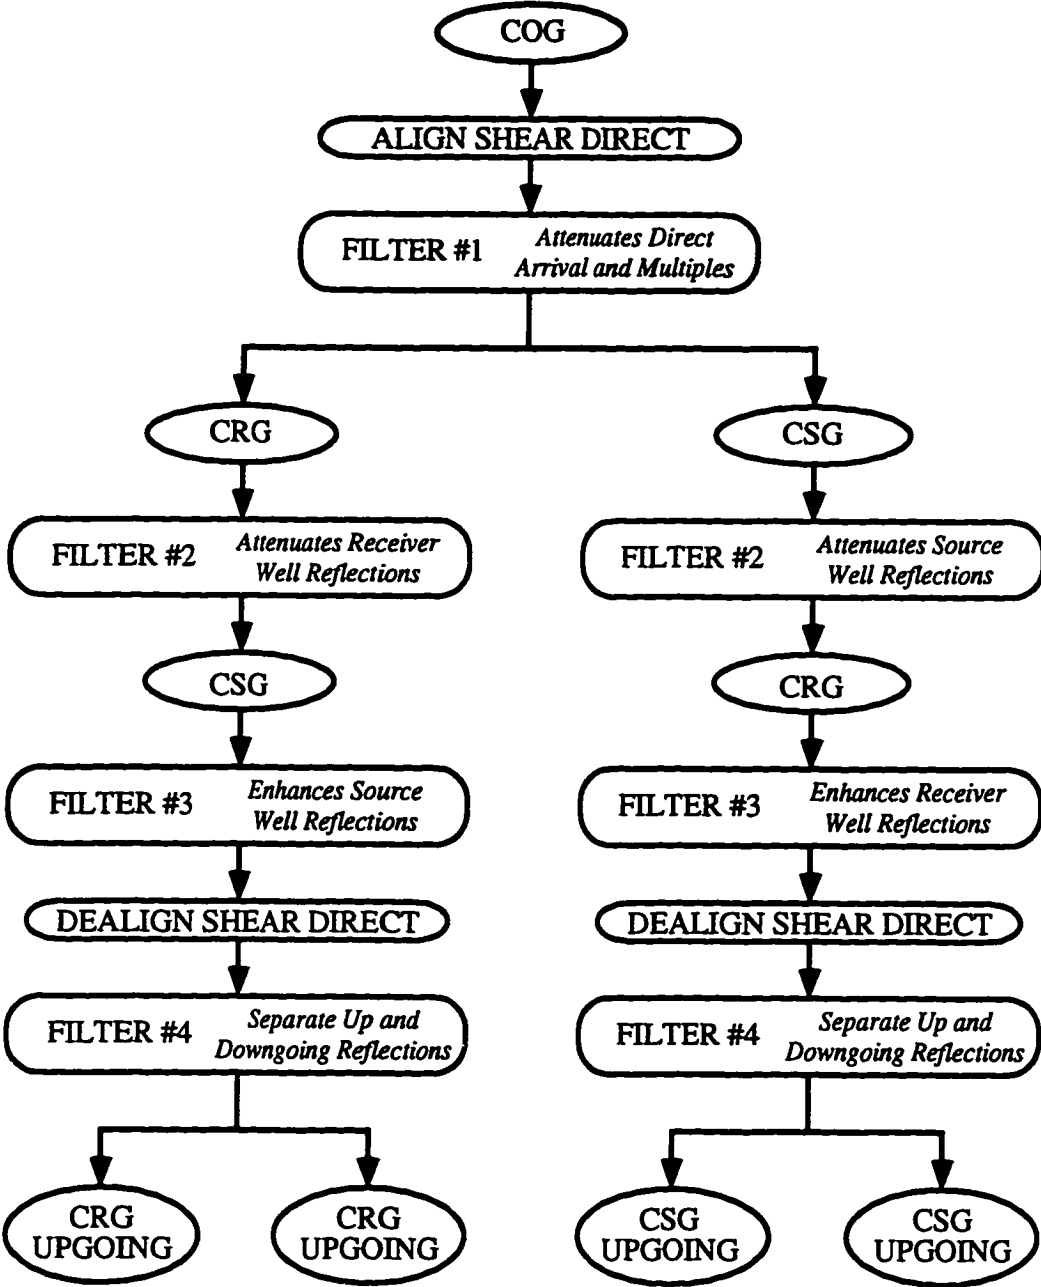 COG
ALIGN SHEAR DIRECT
FILTER #1
Attenuates Direct
Arrival and Multiples
CRG
CSG
FILTER #2
Attenuates Receiver
Well Reflections
FILTER #2
Attenuates Source
Well Reflections
CSG
CRG
FILTER #3
Enhances Source
Well Reflections
FILTER #3
Enhances Receiver
Well Reflections
DEALIGN SHEAR DIRECT
DEALIGN SHEAR DIRECT
FILTER #4
Separate Up and
Downgoing Reflections
FILTER #4
Separate Up and
Downgoing Reflections
CRG
UPGOING
CRG
UPGOING
CSG
UPGOING
CSG
UPGOING